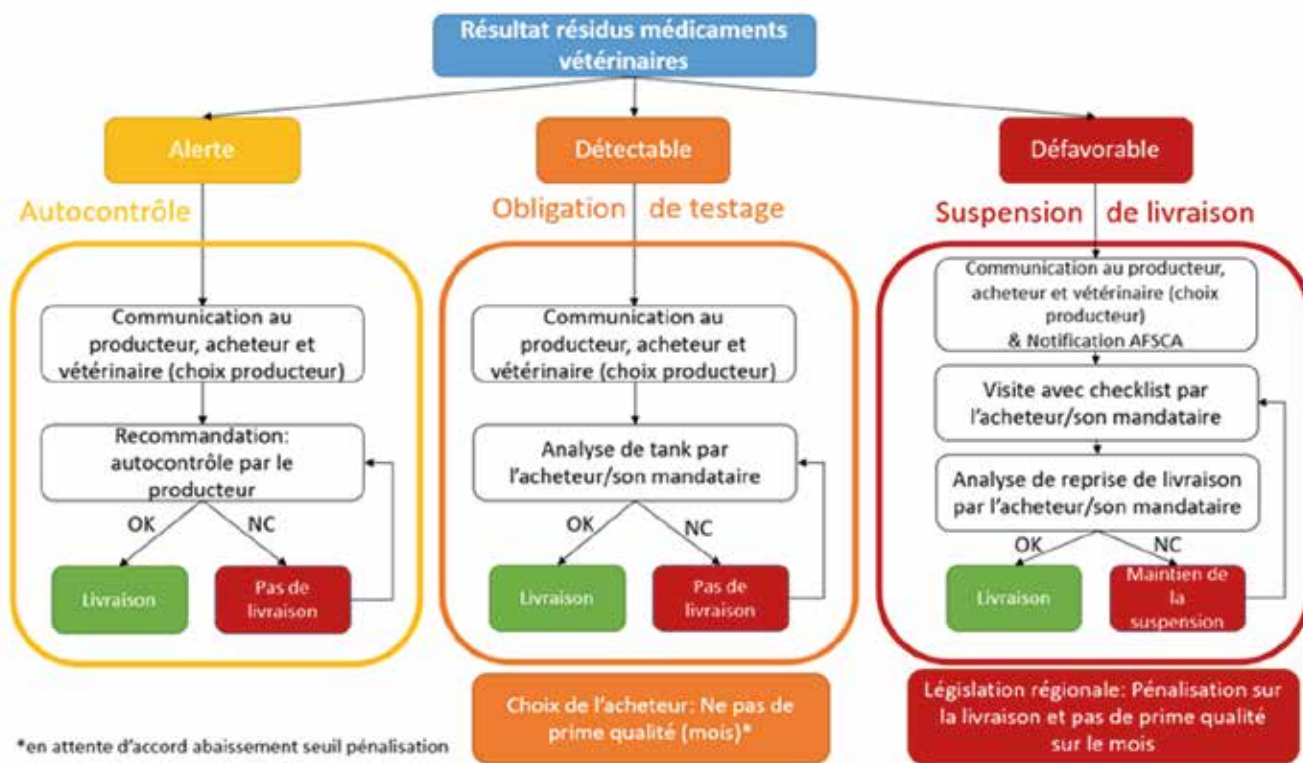 Résultat résidus médicaments
vétérinaires
Alerte
Détectable
Défavorable
Autocontrôle
Obligation de testage
Suspension de livraison
Communication au
producteur, acheteur et
vétérinaire (choix producteur)
Recommandation:
autocontrôle par le
producteur
OK
NC
Livraison
Pas de
livraison
Communication au
producteur, acheteur et
vétérinaire (choix producteur)
Analyse de tank par
l'acheteur/son mandataire
OK
NC
Livraison
Pas de
livraison
Communication au producteur,
acheteur et vétérinaire (choix
producteur)
& Notification AFSCA
Visite avec checklist par
l'acheteur/son mandataire
Analyse de reprise de livraison
par l'acheteur/son mandataire
OK
NC
Livraison
Maintien de
la
suspension
Choix de l'acheteur: Ne pas de
prime qualité (mois)*
Législation régionale: Pénalisation sur
la livraison et pas de prime qualité
sur le mois
*en attente d'accord abaissement seuil pénalisation